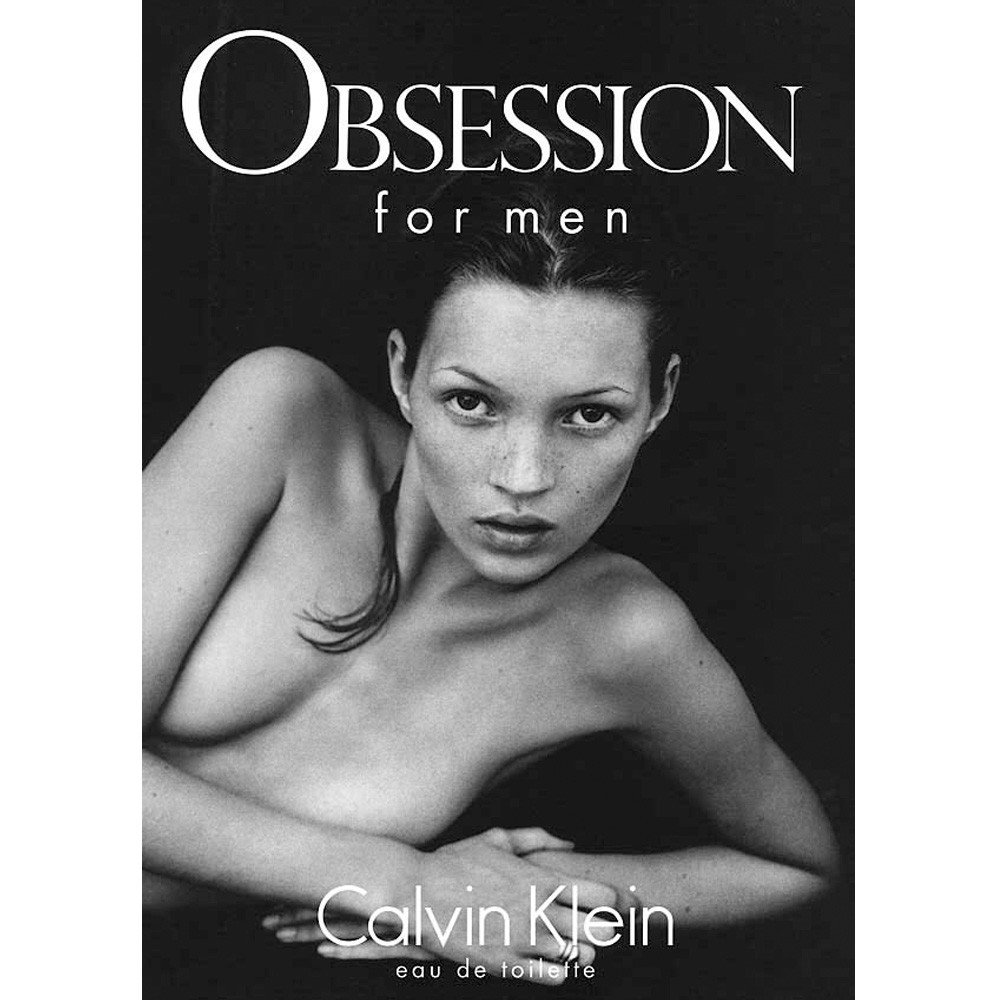 OBSESSION
for men
Calvin Klein
eau de toilette